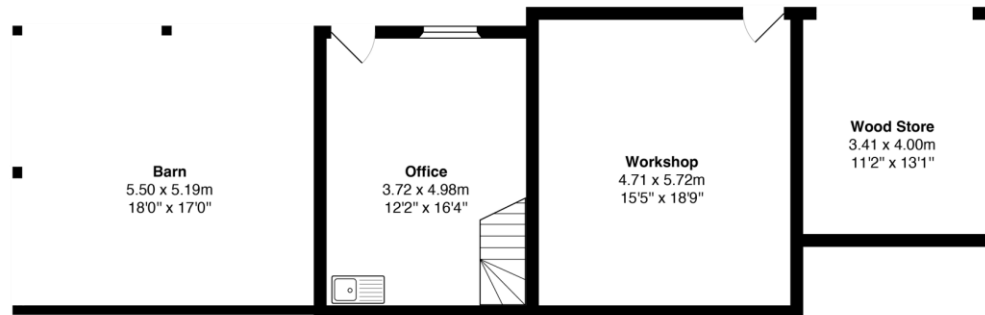 Barn
5.50 x 5.19m
18'0" x 17'0"
Office
3.72 x 4.98m
12'2" x 16'4"
Workshop
4.71 x 5.72m
15'5" x 18'9"
Wood Store
3.41 x 4.00m
11'2" x 13'1"